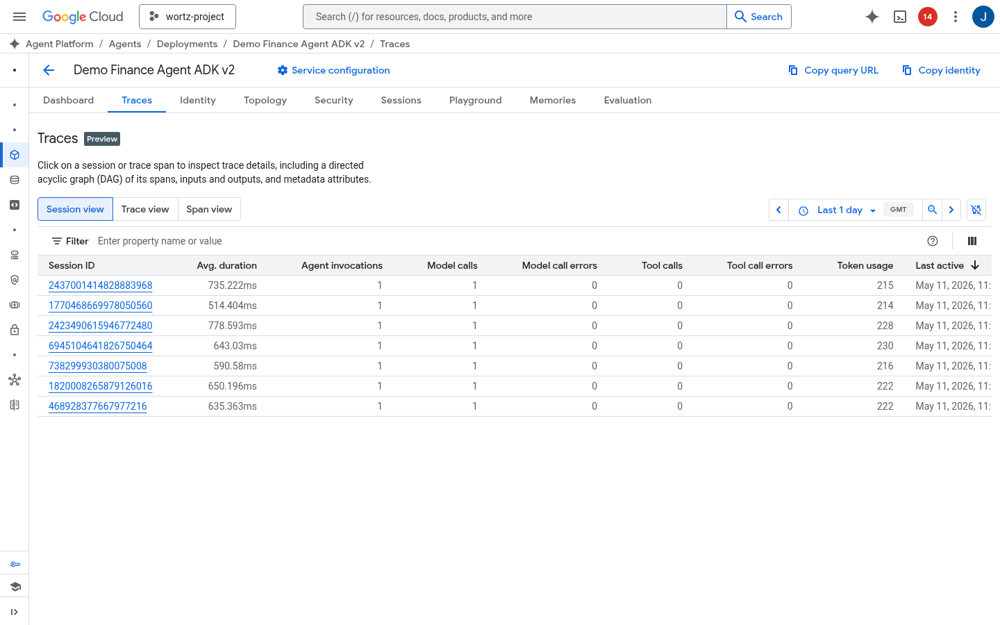 Google Cloud
wortz-project
Search (/) for resources, docs, products, and more
Search
14
J
Agent Platform / Agents / Deployments / Demo Finance Agent ADK v2 / Traces
Demo Finance Agent ADK v2
Service configuration
Copy query URL
Copy identity
Dashboard Traces Identity Topology Security Sessions Playground Memories Evaluation
Traces Preview
Click on a session or trace span to inspect trace details, including a directed
acyclic graph (DAG) of its spans, inputs and outputs, and metadata attributes.
Session view Trace view Span view
Last 1 day GMT
Filter Enter property name or value
Session ID Avg. duration Agent invocations Model calls Model call errors Tool calls Tool call errors Token usage Last active
2437001414828883968 735.222ms 1 1 0 0 0 215 May 11, 2026, 11:
1770468669978050560 514.404ms 1 1 0 0 0 214 May 11, 2026, 11:
2423490615946772480 778.593ms 1 1 0 0 0 228 May 11, 2026, 11:
6945104641826750464 643.03ms 1 1 0 0 0 230 May 11, 2026, 11:
738299930380075008 590.58ms 1 1 0 0 0 216 May 11, 2026, 11:
1820008265879126016 650.196ms 1 1 0 0 0 222 May 11, 2026, 11:
468928377667977216 635.363ms 1 1 0 0 0 222 May 11, 2026, 11: